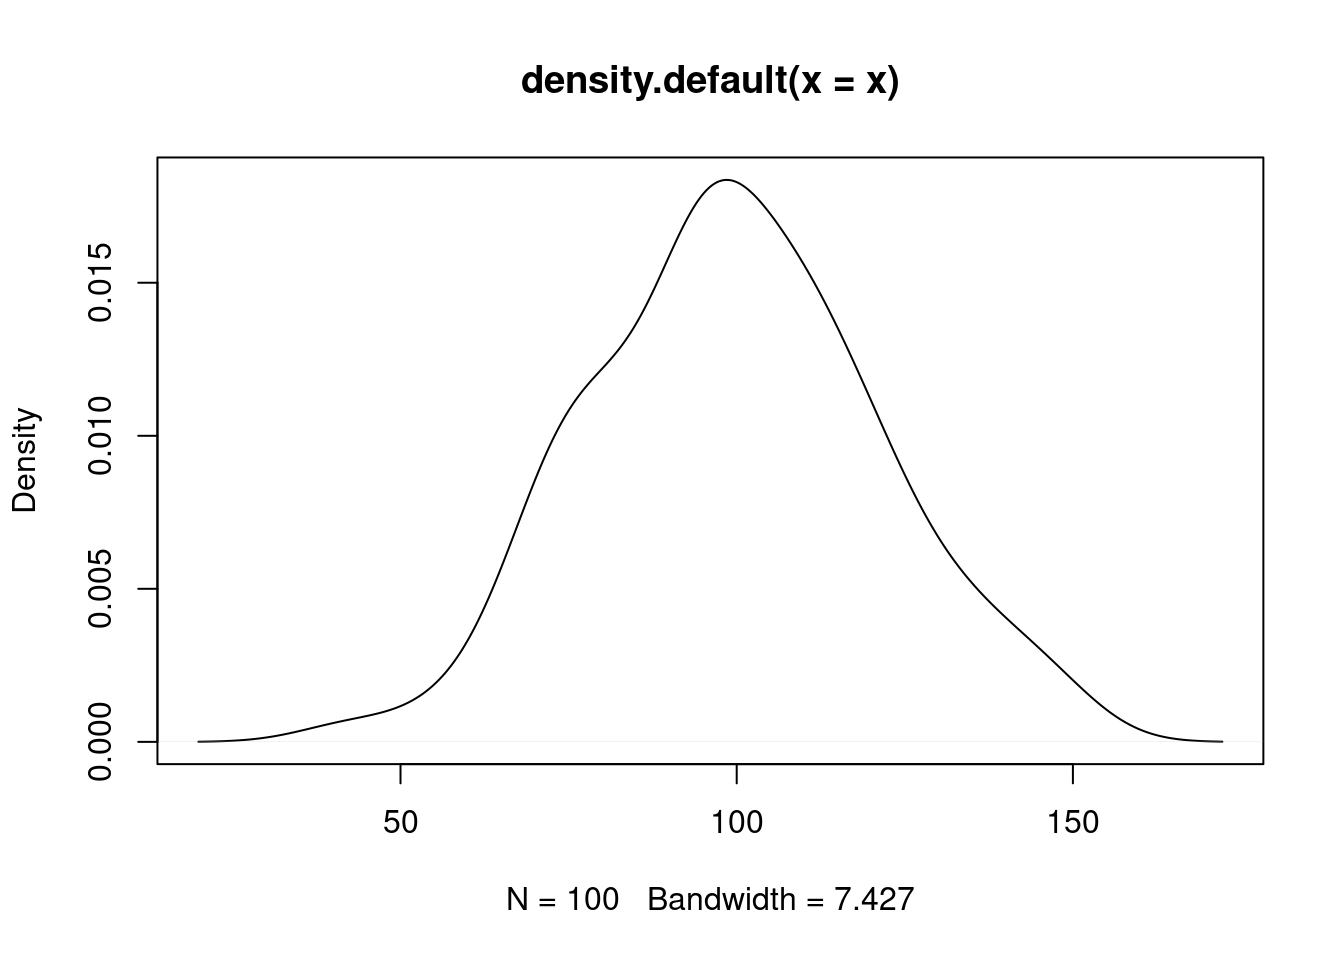 density.default(x = x)
Density
0.015
0.010
0.005
0.000
50 100 150
N = 100 Bandwidth = 7.427